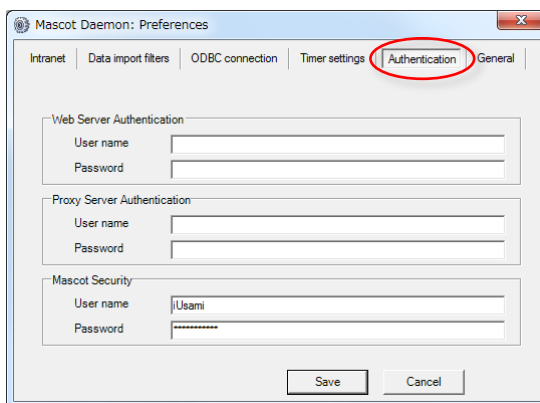 Mascot Daemon: Preferences
Intranet Data import filters ODBC connection Timer settings Authentication General
Web Server Authentication
User name
Password
Proxy Server Authentication
User name
Password
Mascot Security
User name iUsami
Password ***********
Save Cancel